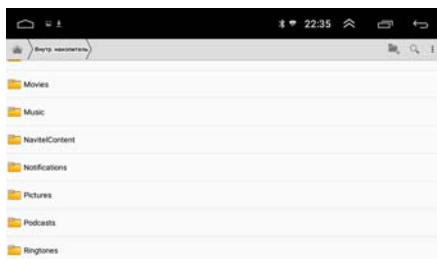 22:35
Внутр. накопитель
Movies
Music
NavitelContent
Notifications
Pictures
Podcasts
Ringtones